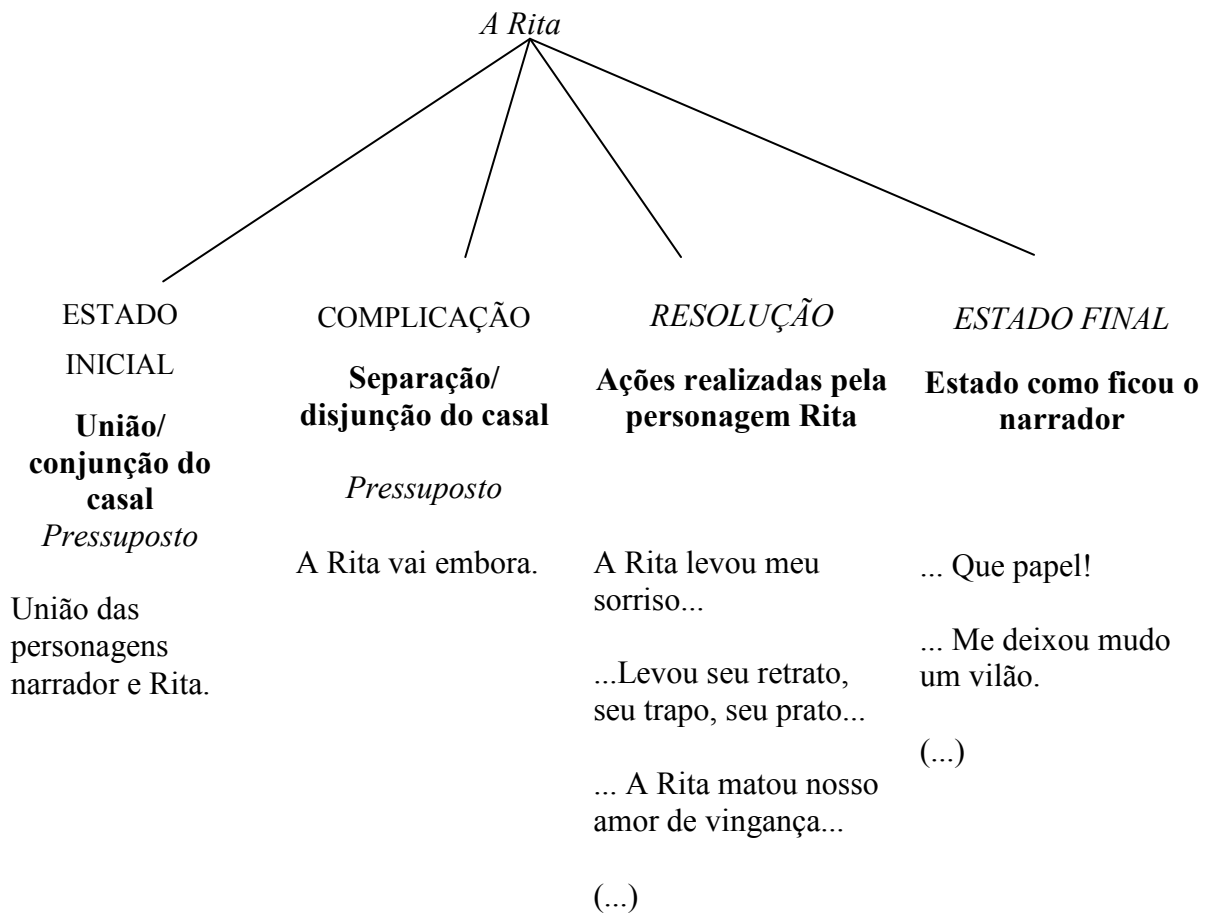 A Rita
ESTADO
INICIAL
União/
conjunção do
casal
Pressuposto
União das
personagens
narrador e Rita.
COMPLICAÇÃO
Separação/
disjunção do casal
Pressuposto
A Rita vai embora.
RESOLUÇÃO
Ações realizadas pela
personagem Rita
A Rita levou meu
sorriso...
...Levou seu retrato,
seu trapo, seu prato...
... A Rita matou nosso
amor de vingança...
(...)
ESTADO FINAL
Estado como ficou o
narrador
... Que papel!
... Me deixou mudo
um vilão.
(...)